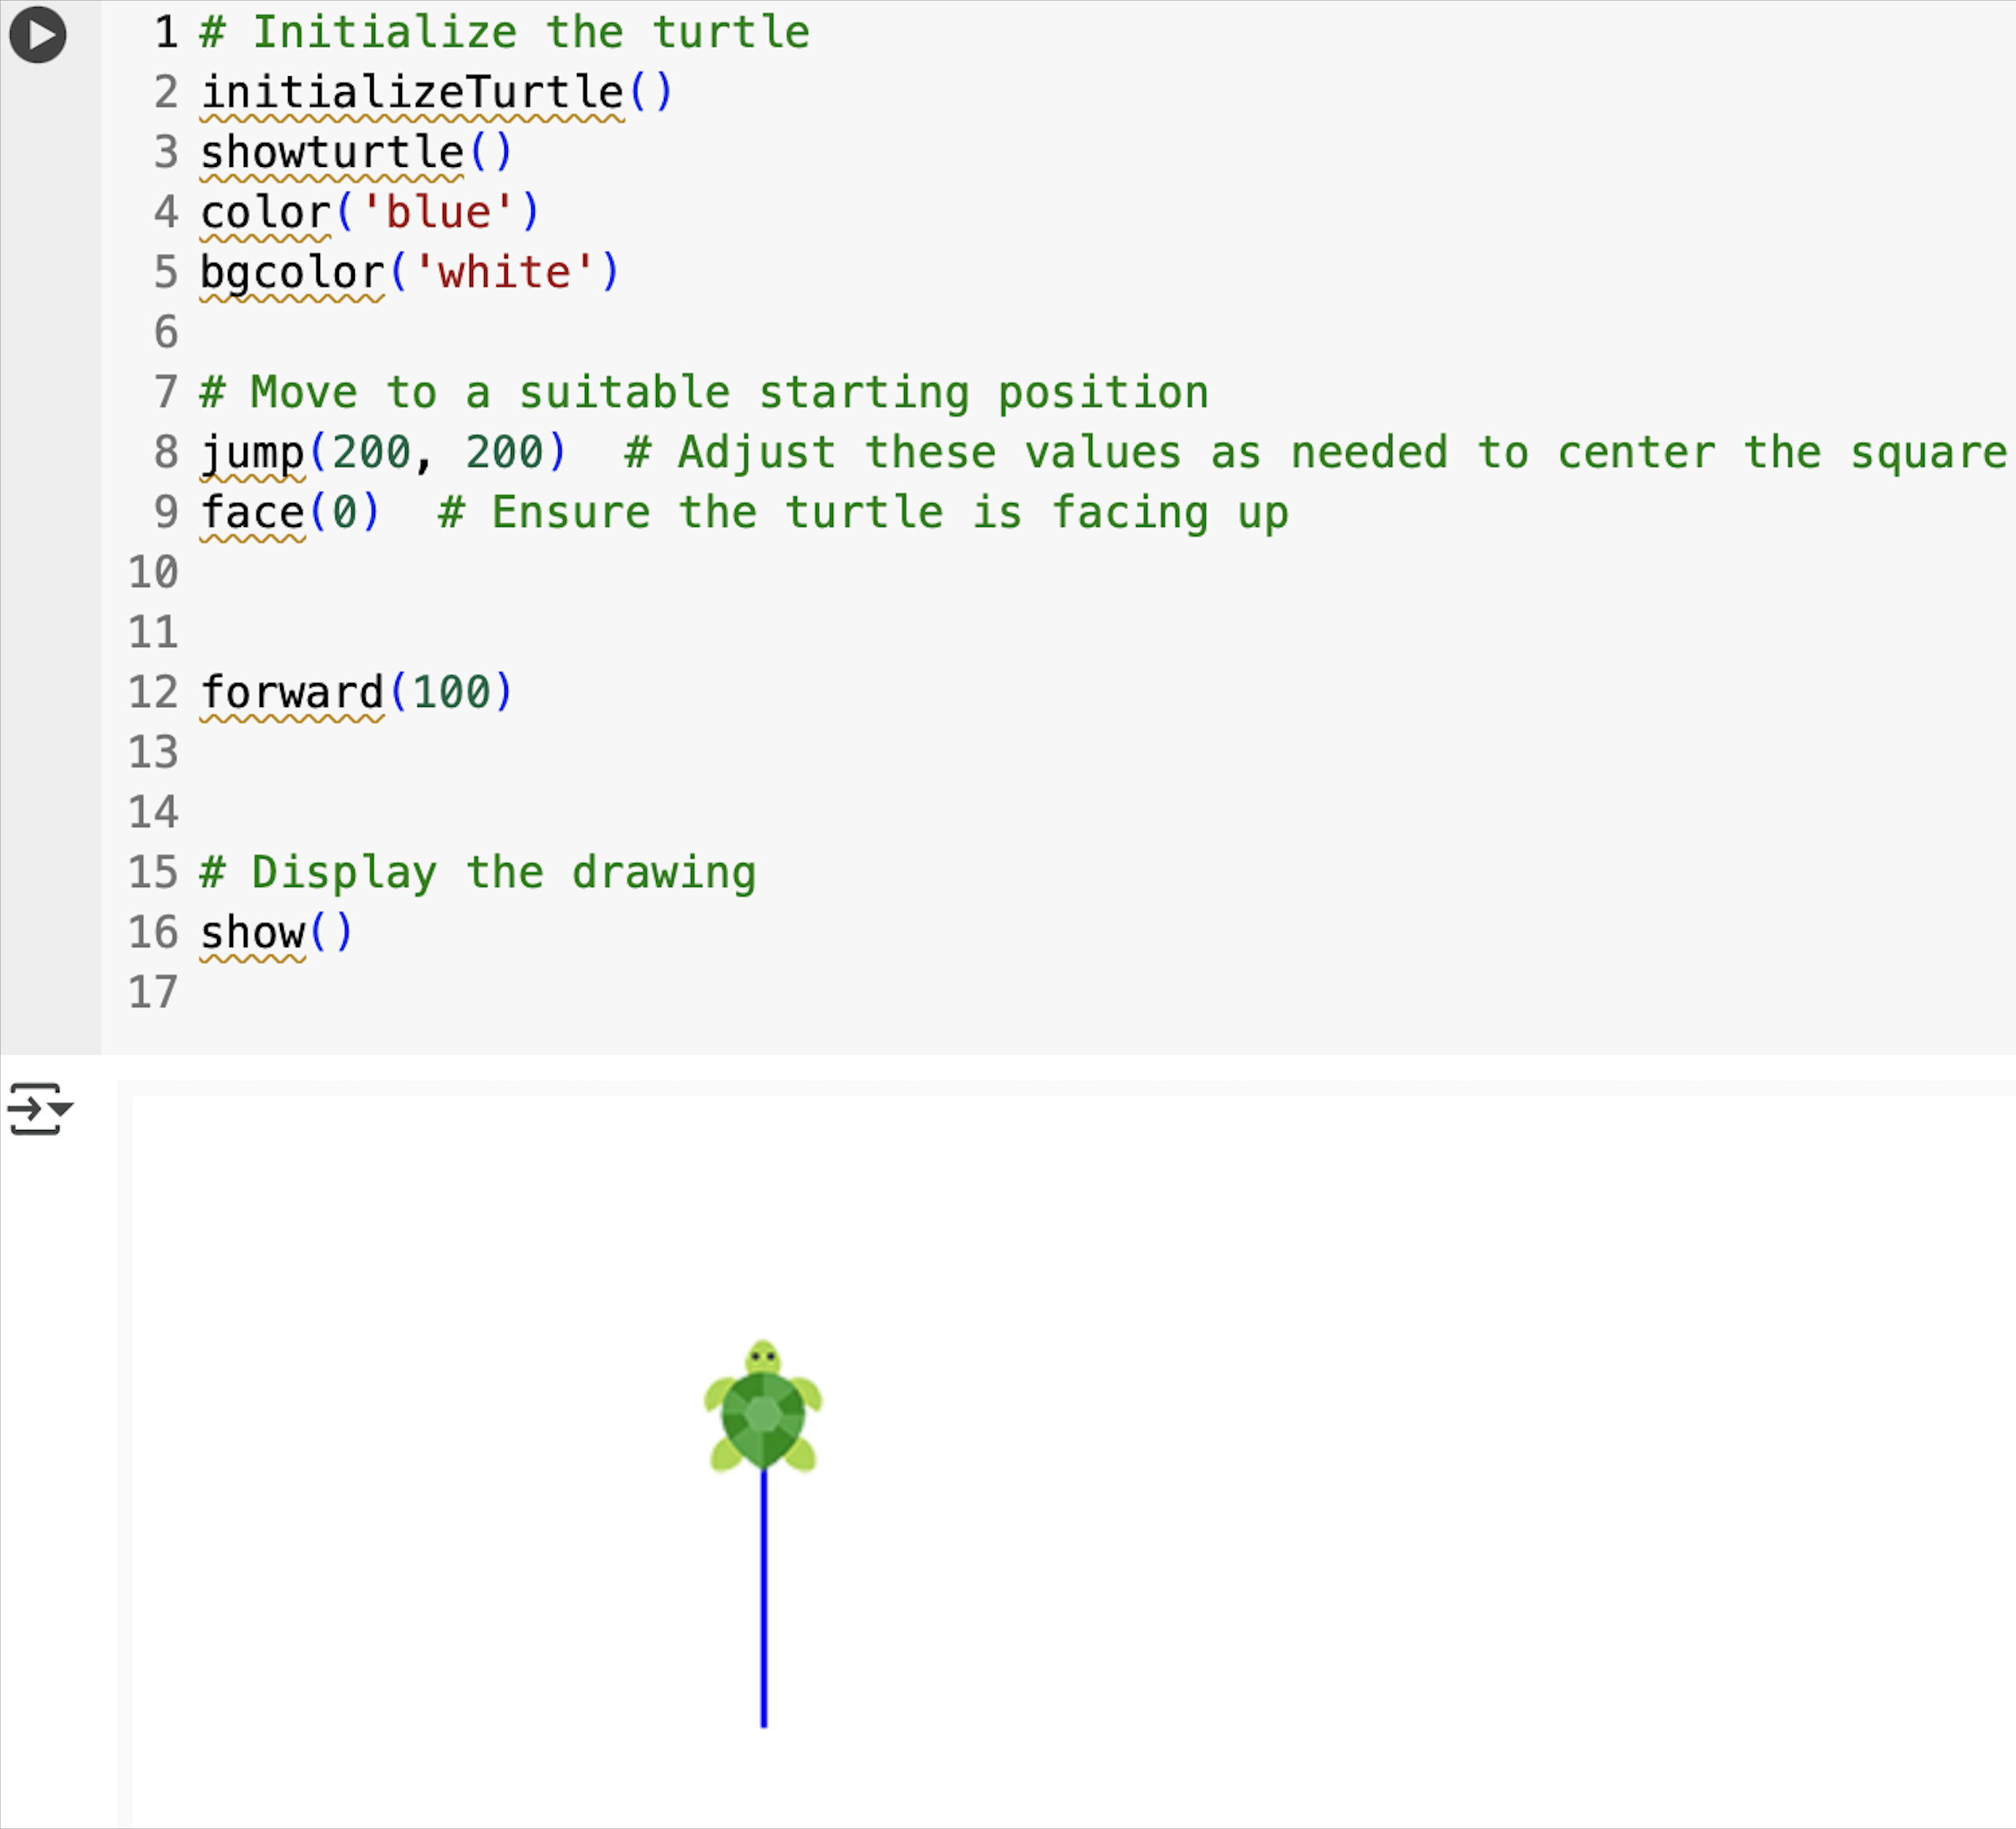 1 # Initialize the turtle
2 initializeTurtle()
3 showturtle()
4 color('blue')
5 bgcolor('white')
6
7 # Move to a suitable starting position
8 jump(200, 200)  # Adjust these values as needed to center the square
9 face(0)  # Ensure the turtle is facing up
10
11
12 forward(100)
13
14
15 # Display the drawing
16 show()
17